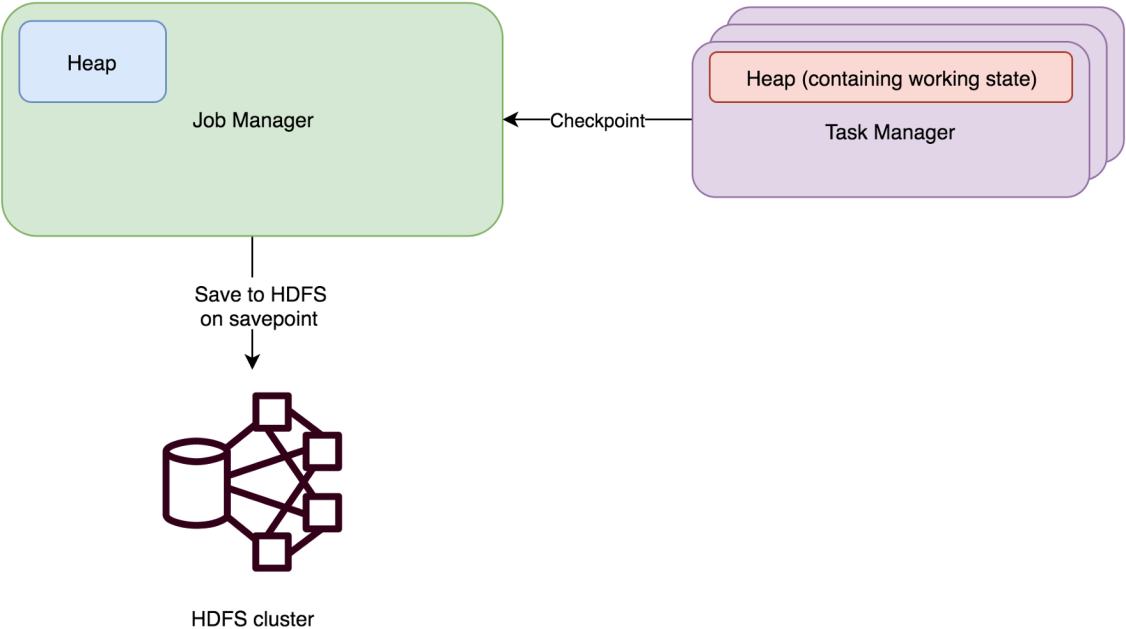 Heap
Job Manager
Checkpoint
Heap (containing working state)
Task Manager
Save to HDFS
on savepoint
HDFS cluster